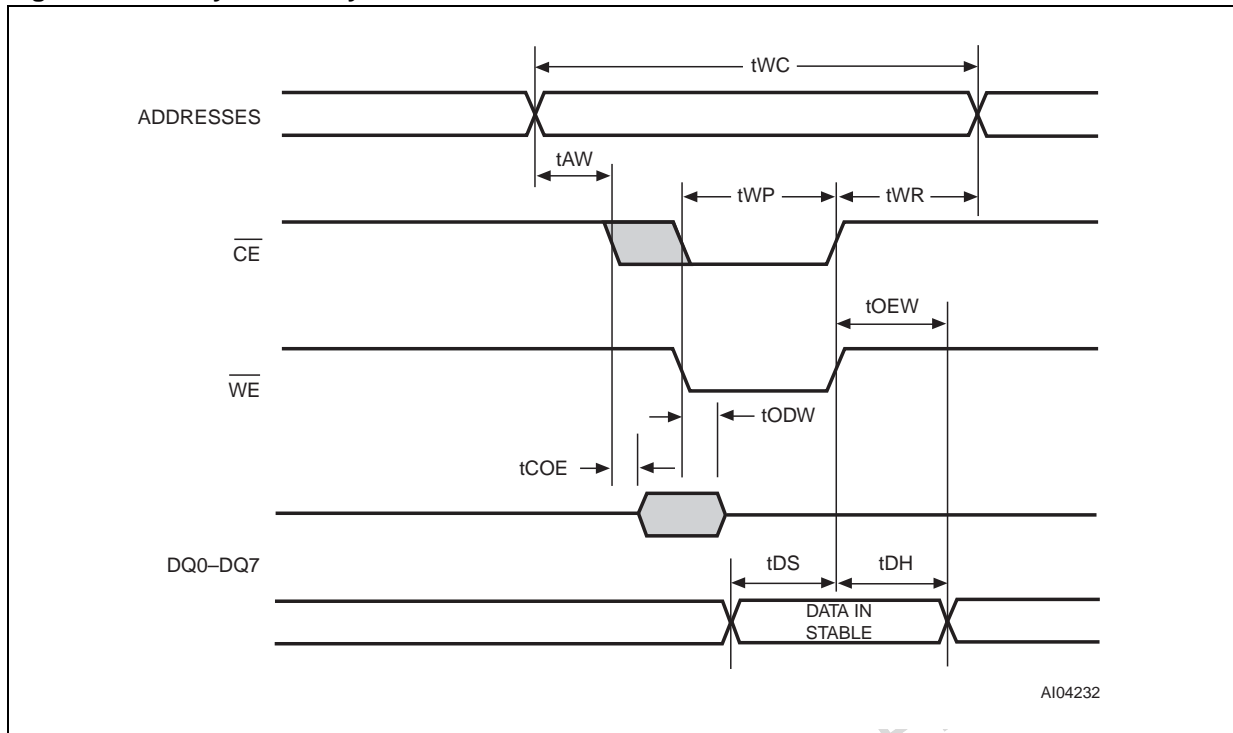 tWC
ADDRESSES
tAW
tWP
tWR
CE
tOEW
WE
tODW
tCOE
DQ0–DQ7
tDS
tDH
DATA IN
STABLE
AI04232